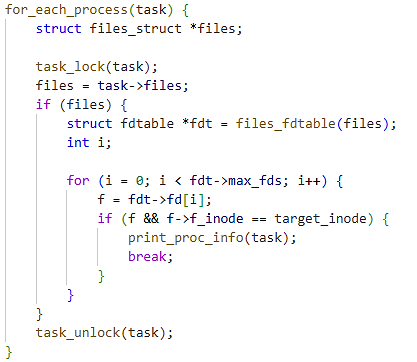 for_each_process(task) {
    struct files_struct *files;

    task_lock(task);
    files = task->files;
    if (files) {
        struct fdtable *fdt = files_fdtable(files);
        int i;

        for (i = 0; i < fdt->max_fds; i++) {
            f = fdt->fd[i];
            if (f && f->f_inode == target_inode) {
                print_proc_info(task);
                break;
            }
        }
    }
    task_unlock(task);
}